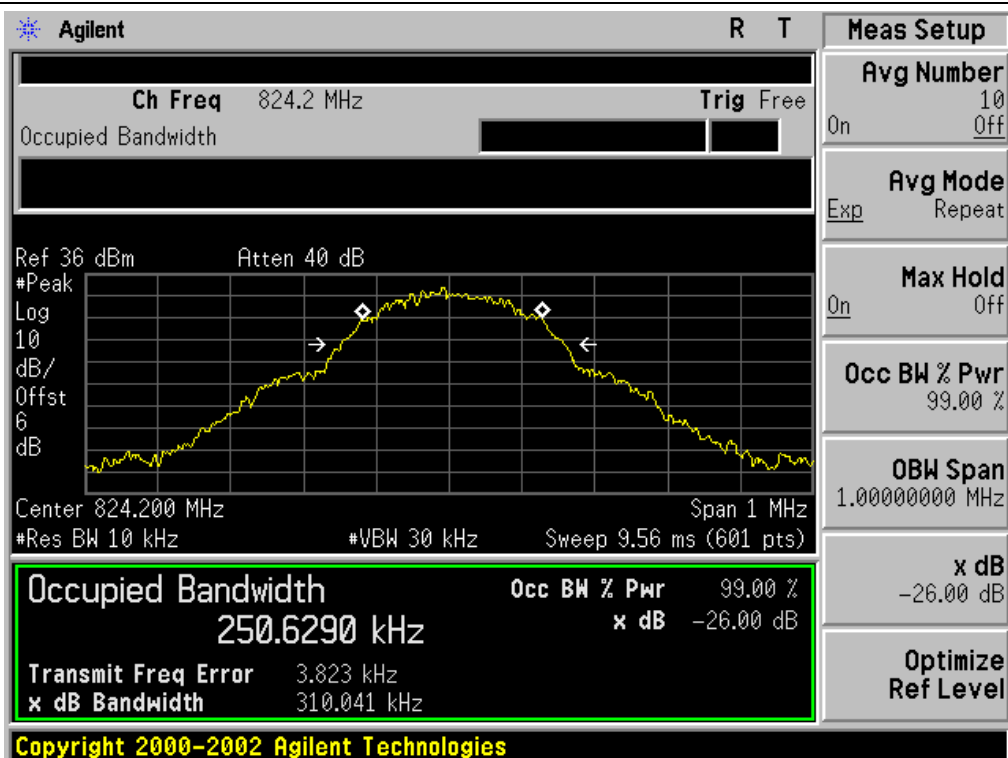 Agilent R T Meas Setup
Ch Freq 824.2 MHz Trig Free
Occupied Bandwidth
Avg Number
10
On Off
Avg Mode
Exp Repeat
Max Hold
On Off
Occ BW % Pwr
99.00 %
OBW Span
1.00000000 MHz
x dB
-26.00 dB
Optimize
Ref Level
Ref 36 dBm Atten 40 dB
#Peak
Log
10
dB/
Offst
6
dB
Center 824.200 MHz Span 1 MHz
#Res BW 10 kHz #VBW 30 kHz Sweep 9.56 ms (601 pts)
Occupied Bandwidth Occ BW % Pwr 99.00 %
250.6290 kHz x dB -26.00 dB
Transmit Freq Error 3.823 kHz
x dB Bandwidth 310.041 kHz
Copyright 2000-2002 Agilent Technologies